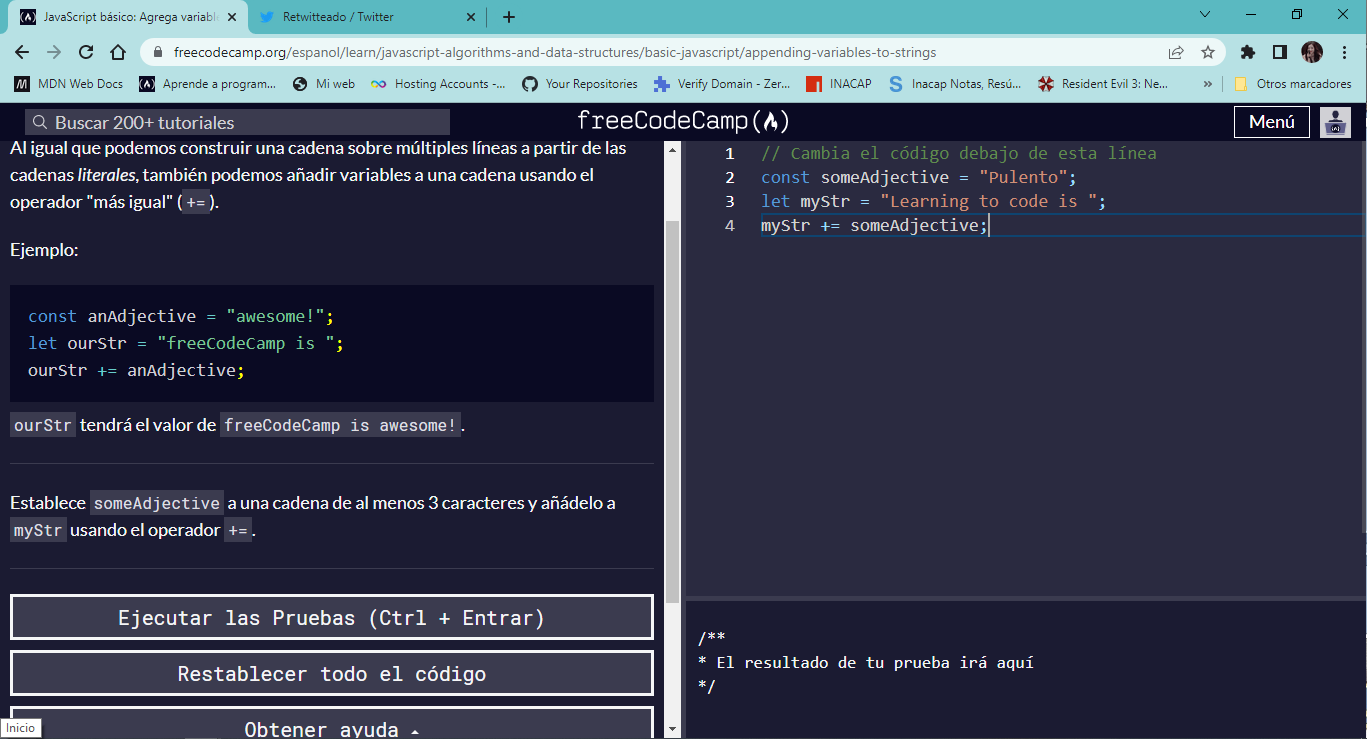 JavaScript básico: Agrega variabl
Retwitteado / Twitter
freecodecamp.org/espanol/learn/javascript-algorithms-and-data-structures/basic-javascript/appending-variables-to-strings
MDN Web Docs
Aprende a program...
Mi web
Hosting Accounts -...
Your Repositories
Verify Domain - Zer...
INACAP
Inacap Notas, Resú...
Resident Evil 3: Ne...
»
Otros marcadores
Buscar 200+ tutoriales
freeCodeCamp
Menú
Al igual que podemos construir una cadena sobre múltiples líneas a partir de las
cadenas literales, también podemos añadir variables a una cadena usando el
operador "más igual" ( += ).
Ejemplo:
const anAdjective = "awesome!";
let ourStr = "freeCodeCamp is ";
ourStr += anAdjective;
ourStr tendrá el valor de freeCodeCamp is awesome! .
Establece someAdjective a una cadena de al menos 3 caracteres y añádelo a
myStr usando el operador += .
Ejecutar las Pruebas (Ctrl + Entrar)
Restablecer todo el código
Obtener ayuda
Inicio
1 // Cambia el código debajo de esta línea
2 const someAdjective = "Pulento";
3 let myStr = "Learning to code is ";
4 myStr += someAdjective;
/**
* El resultado de tu prueba irá aquí
*/